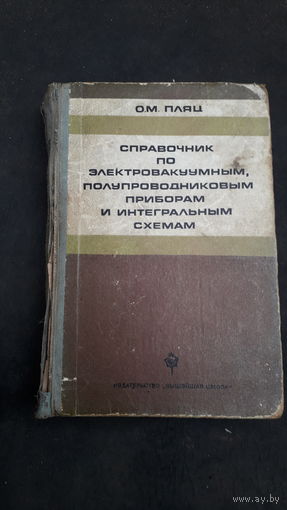 О.М. ПЛЯЦ
СПРАВОЧНИК
ПО
ЭЛЕКТРОВАКУУМНЫМ,
ПОЛУПРОВОДНИКОВЫМ
ПРИБОРАМ
И ИНТЕГРАЛЬНЫМ
СХЕМАМ
ИЗДАТЕЛЬСТВО „ВЫШЭЙШАЯ ШКОЛА“
www.ay.by